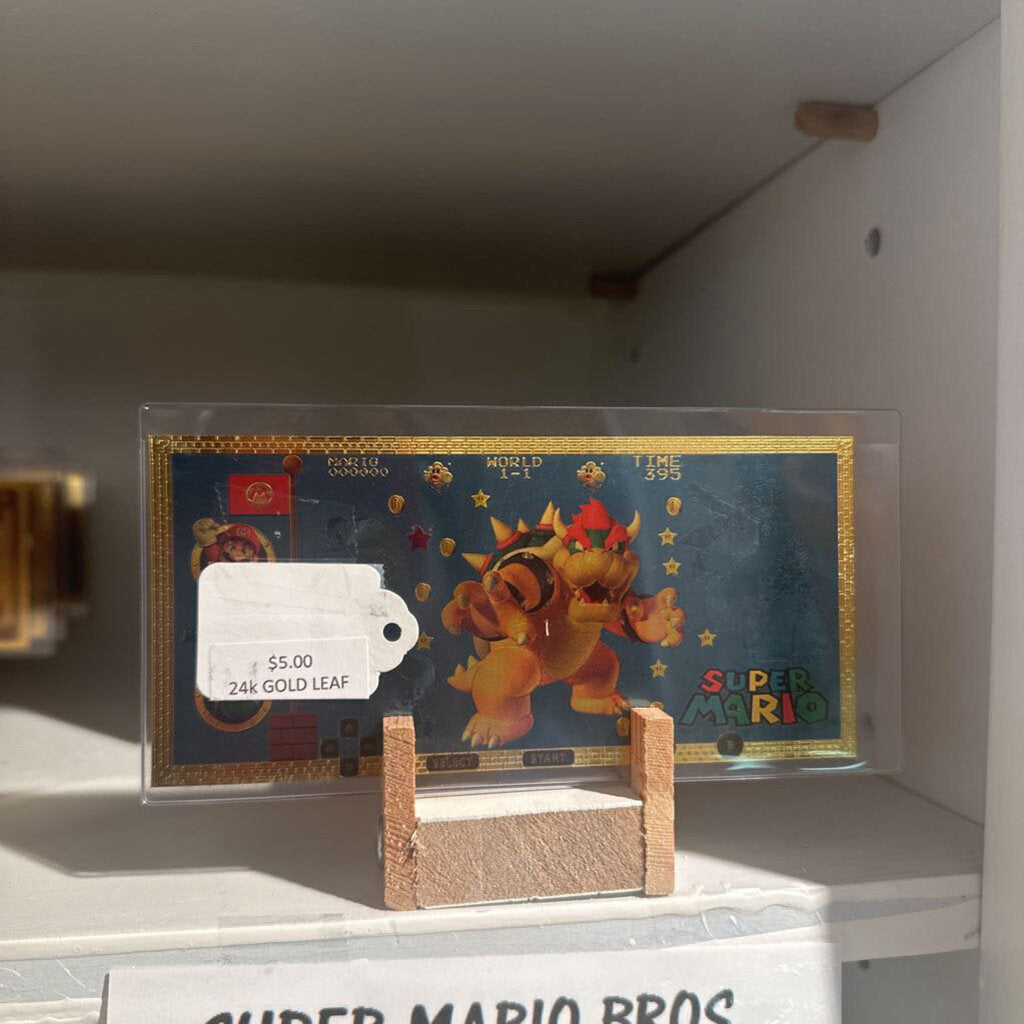 MARIO
000000
WORLD
1-1
TIME
395
M
$5.00
24k GOLD LEAF
SUPER
MARIO
SELECT
START
B
SUPER MARIO BROS